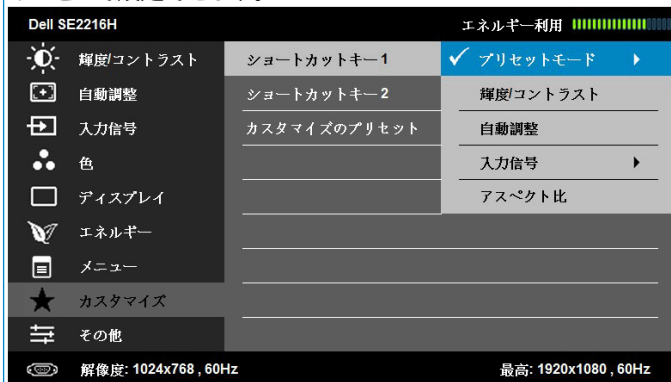 Dell SE2216H エネルギー利用
輝度/コントラスト ショートカットキー1 プリセットモード
自動調整 ショートカットキー2 輝度/コントラスト
入力信号 カスタマイズのプリセット 自動調整
色 入力信号
ディスプレイ アスペクト比
エネルギー
メニュー
カスタマイズ
その他
解像度: 1024x768 , 60Hz 最高: 1920x1080 , 60Hz